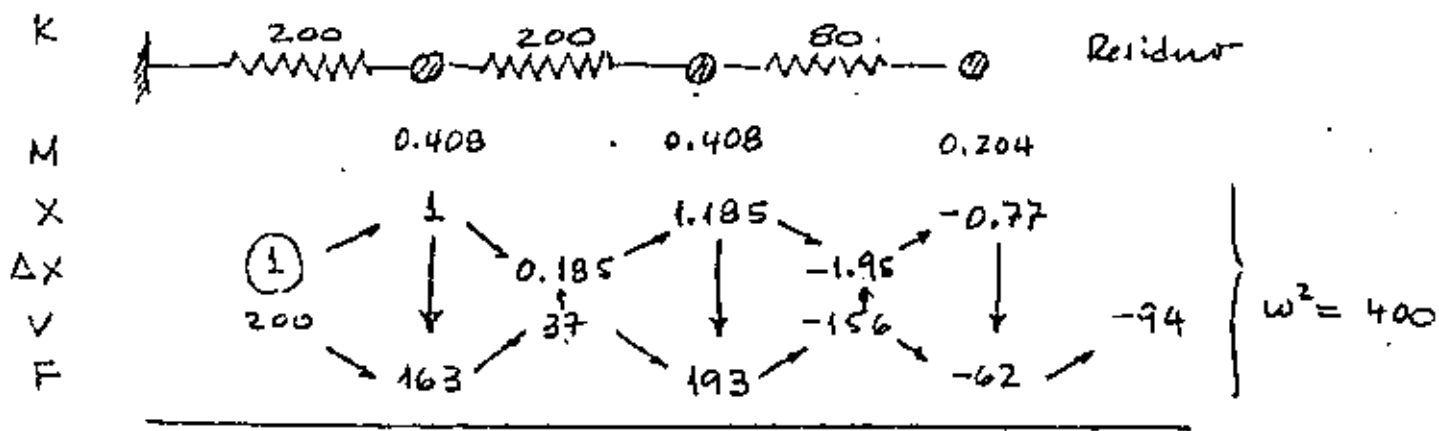 K 200 200 80. Residuo
M 0.408 0.408 0.204
X 1 1.185 -0.77
ΔX 1 0.185 -1.95
V 200 37 -156 -94 ω² = 400
F 163 193 -62